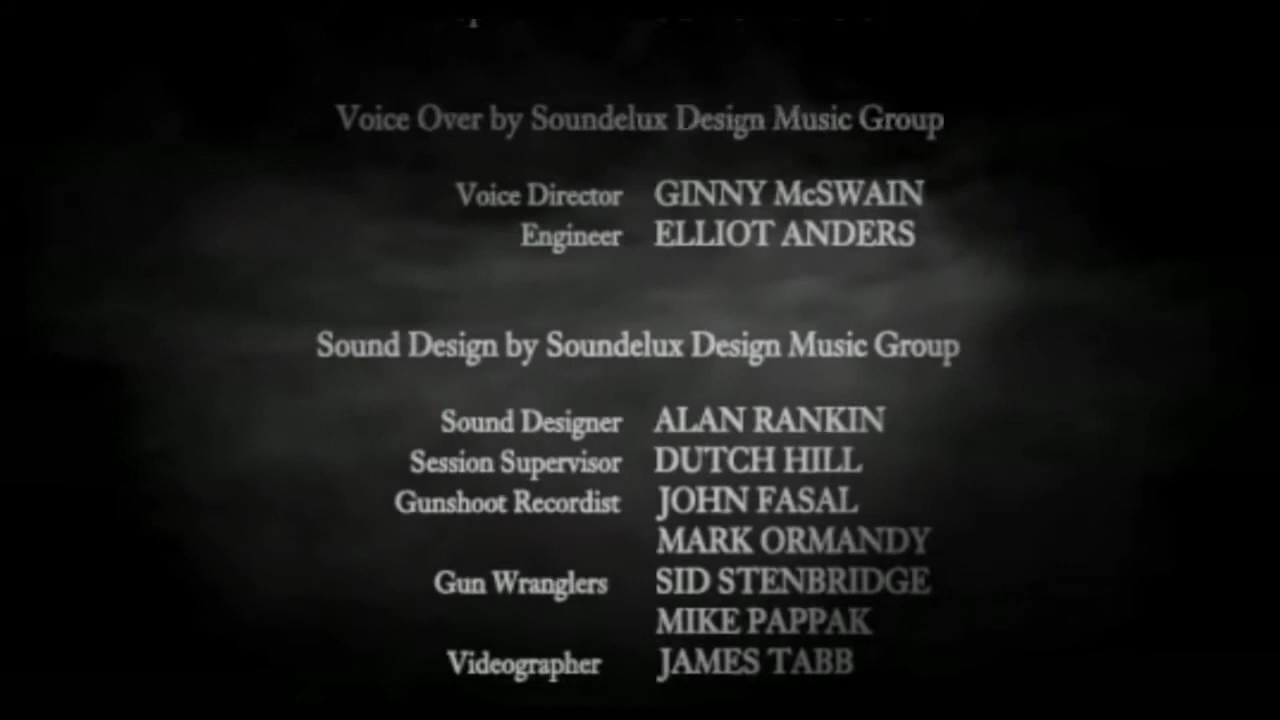 Voice Over by Soundelux Design Music Group
Voice Director GINNY McSWAIN
Engineer ELLIOT ANDERS
Sound Design by Soundelux Design Music Group
Sound Designer ALAN RANKIN
Session Supervisor DUTCH HILL
Gunshoot Recordist JOHN FASAL
MARK ORMANDY
Gun Wranglers SID STENBRIDGE
MIKE PAPPAK
Videographer JAMES TABB